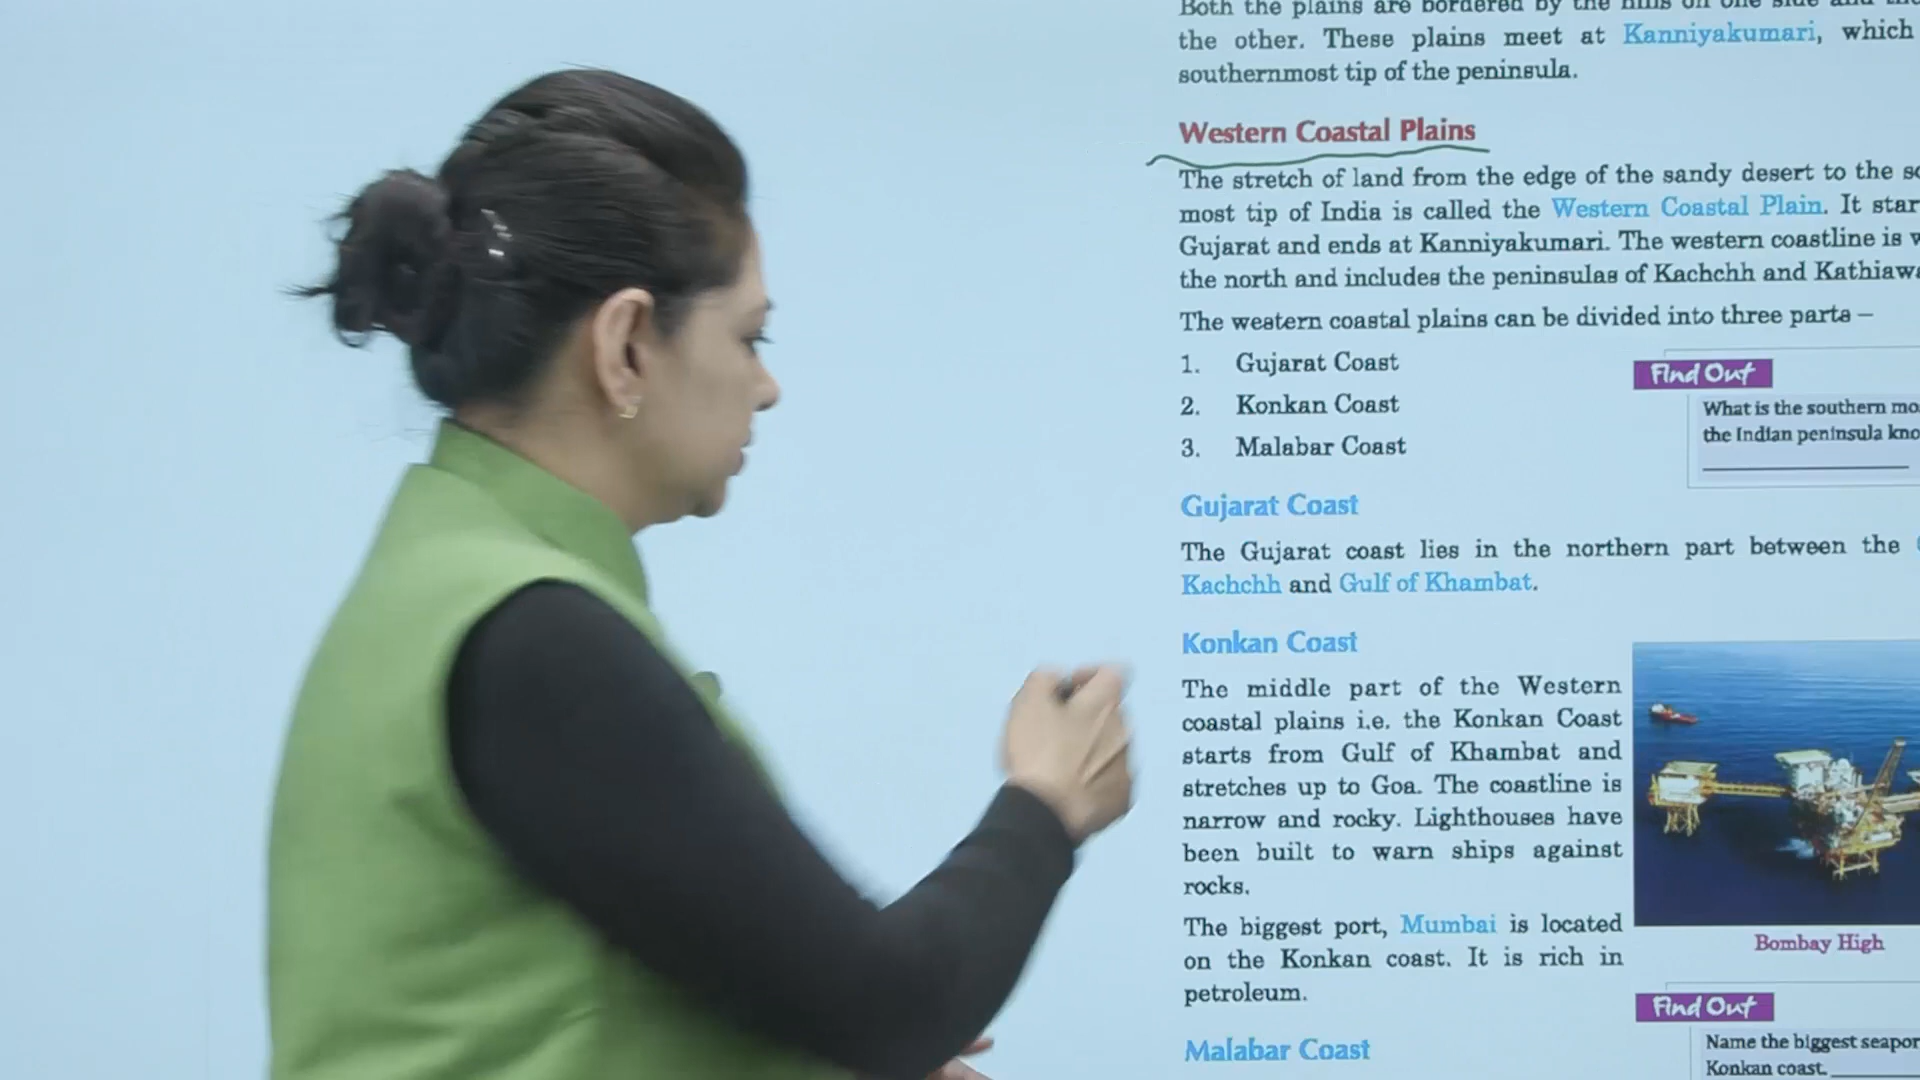 Both the plains are bordered by the hills on one side and
the other. These plains meet at Kanniyakumari, which
southernmost tip of the peninsula.
Western Coastal Plains
The stretch of land from the edge of the sandy desert to the
most tip of India is called the Western Coastal Plain. It
Gujarat and ends at Kanniyakumari. The western coastline is
the north and includes the peninsulas of Kachchh and
The western coastal plains can be divided into three parts –
1. Gujarat Coast
2. Konkan Coast
3. Malabar Coast
Find Out
What is the southern
the Indian peninsula
Gujarat Coast
The Gujarat coast lies in the northern part between the
Kachchh and Gulf of Khambat.
Konkan Coast
The middle part of the Western
coastal plains i.e. the Konkan Coast
starts from Gulf of Khambat and
stretches up to Goa. The coastline is
narrow and rocky. Lighthouses have
been built to warn ships against
rocks.
The biggest port, Mumbai is located
on the Konkan coast. It is rich in
petroleum.
Bombay High
Find Out
Name the biggest
Konkan coast.
Malabar Coast